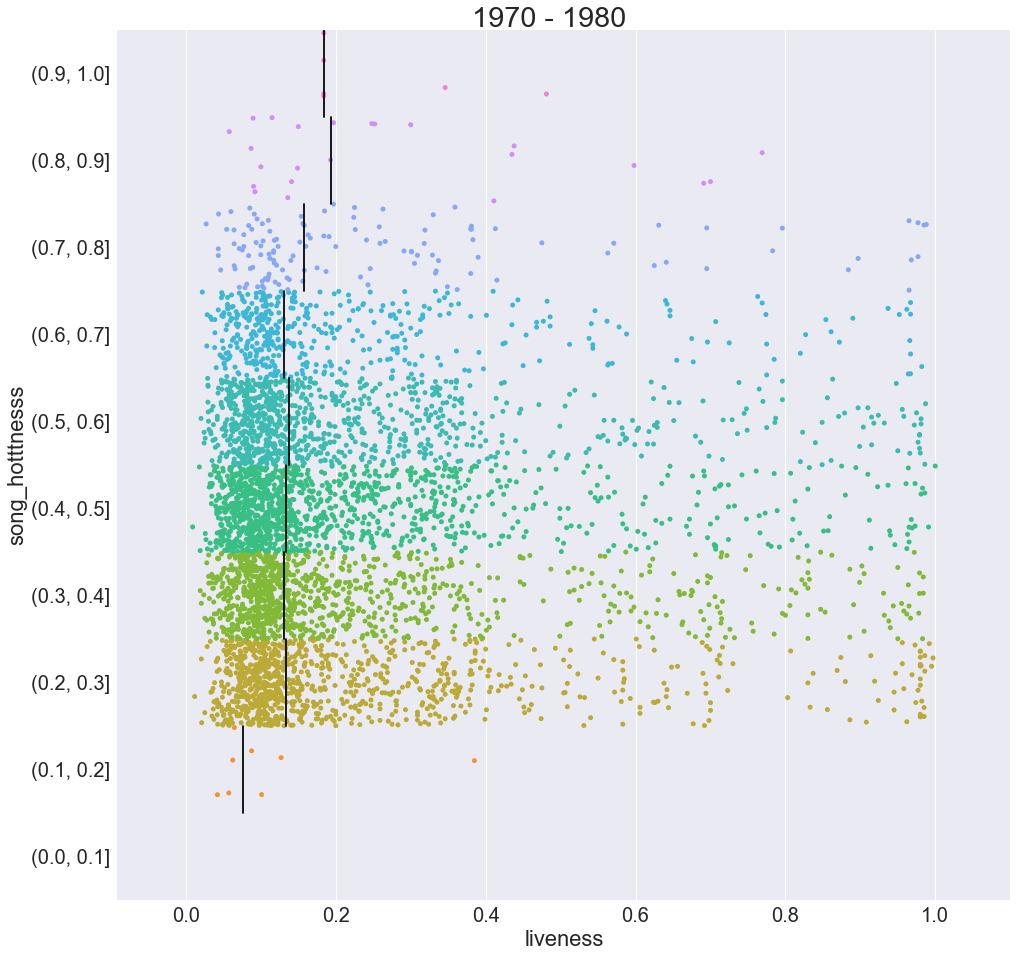 1970 - 1980
(0.9, 1.0]
(0.8, 0.9]
(0.7, 0.8]
(0.6, 0.7]
(0.5, 0.6]
(0.4, 0.5]
(0.3, 0.4]
(0.2, 0.3]
(0.1, 0.2]
(0.0, 0.1]
song_hotttnesss
0.0 0.2 0.4 0.6 0.8 1.0
liveness